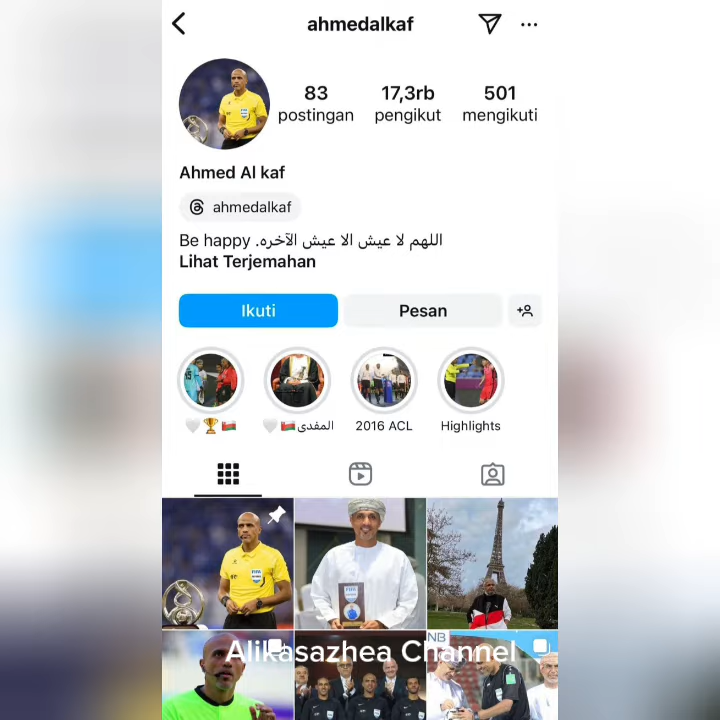 ahmedalkaf
83 17,3rb 501
postingan pengikut mengikuti
Ahmed Al kaf
ahmedalkaf
Be happy .اللهم لا عيش الا عيش الآخره
Lihat Terjemahan
Ikuti Pesan
🤍🏆🇴🇲 🤍🇴🇲المفدى 2016 ACL Highlights
NB
Alikasazhea Channel